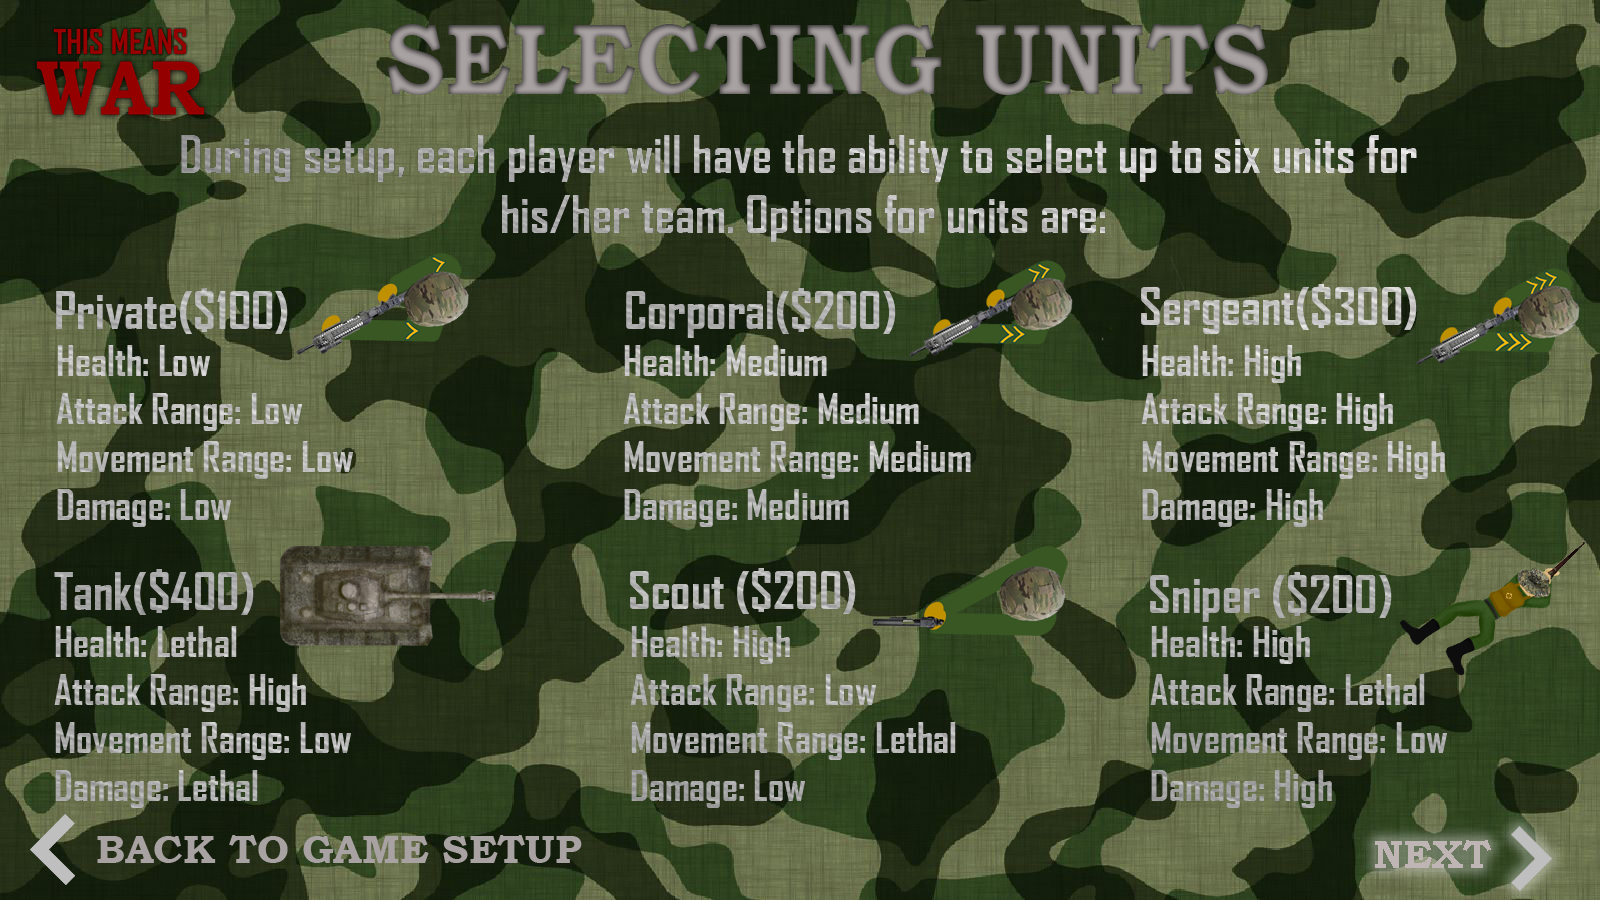 THIS MEANS
WAR
SELECTING UNITS
During setup, each player will have the ability to select up to six units for
his/her team. Options for units are:
Private($100)
Health: Low
Attack Range: Low
Movement Range: Low
Damage: Low
Corporal($200)
Health: Medium
Attack Range: Medium
Movement Range: Medium
Damage: Medium
Sergeant($300)
Health: High
Attack Range: High
Movement Range: High
Damage: High
Tank($400)
Health: Lethal
Attack Range: High
Movement Range: Low
Damage: Lethal
Scout ($200)
Health: High
Attack Range: Low
Movement Range: Lethal
Damage: Low
Sniper ($200)
Health: High
Attack Range: Lethal
Movement Range: Low
Damage: High
BACK TO GAME SETUP
NEXT